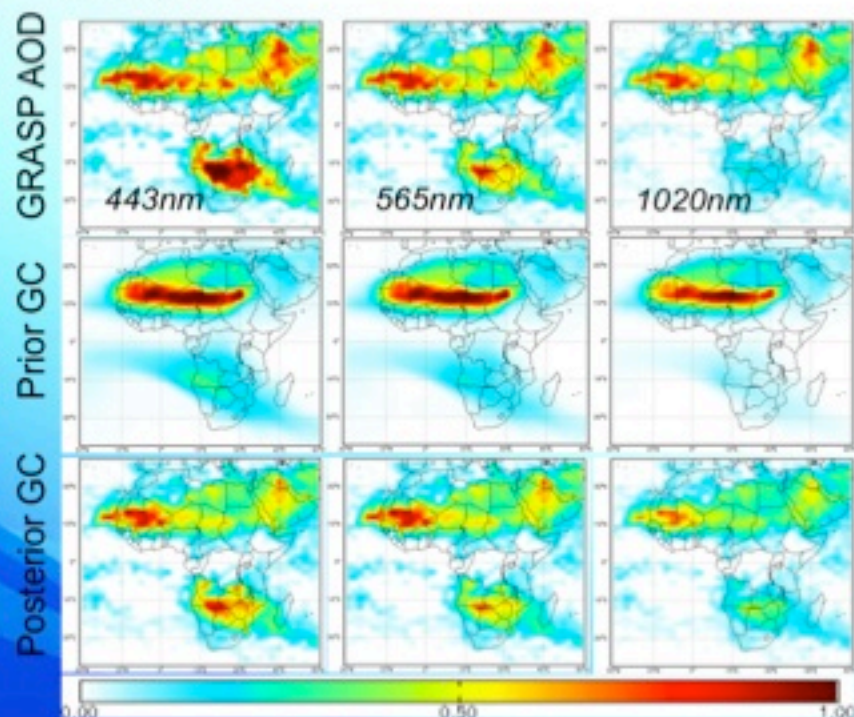 GRASP AOD
443nm
565nm
1020nm
Prior GC
Posterior GC
0.00 0.50 1.00